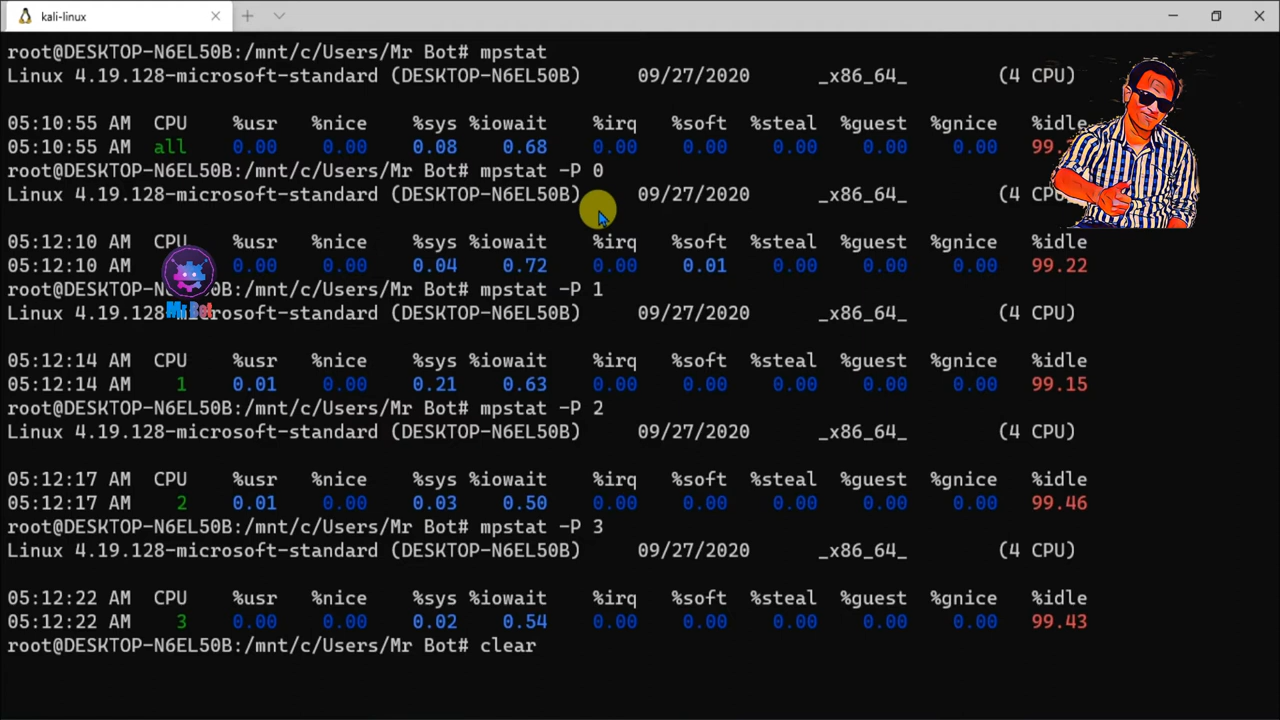 kali-linux
root@DESKTOP-N6EL50B:/mnt/c/Users/Mr Bot# mpstat
Linux 4.19.128-microsoft-standard (DESKTOP-N6EL50B) 09/27/2020 _x86_64_ (4 CPU)
05:10:55 AM CPU %usr %nice %sys %iowait %irq %soft %steal %guest %gnice %idle
05:10:55 AM all 0.00 0.00 0.08 0.68 0.00 0.00 0.00 0.00 0.00 99.
root@DESKTOP-N6EL50B:/mnt/c/Users/Mr Bot# mpstat -P 0
Linux 4.19.128-microsoft-standard (DESKTOP-N6EL50B) 09/27/2020 _x86_64_ (4 CPU)
05:12:10 AM CPU %usr %nice %sys %iowait %irq %soft %steal %guest %gnice %idle
05:12:10 AM 0.00 0.00 0.04 0.72 0.00 0.01 0.00 0.00 0.00 99.22
root@DESKTOP-N6EL50B:/mnt/c/Users/Mr Bot# mpstat -P 1
Mr Bot
Linux 4.19.128-microsoft-standard (DESKTOP-N6EL50B) 09/27/2020 _x86_64_ (4 CPU)
05:12:14 AM CPU %usr %nice %sys %iowait %irq %soft %steal %guest %gnice %idle
05:12:14 AM 1 0.01 0.00 0.21 0.63 0.00 0.00 0.00 0.00 0.00 99.15
root@DESKTOP-N6EL50B:/mnt/c/Users/Mr Bot# mpstat -P 2
Linux 4.19.128-microsoft-standard (DESKTOP-N6EL50B) 09/27/2020 _x86_64_ (4 CPU)
05:12:17 AM CPU %usr %nice %sys %iowait %irq %soft %steal %guest %gnice %idle
05:12:17 AM 2 0.01 0.00 0.03 0.50 0.00 0.00 0.00 0.00 0.00 99.46
root@DESKTOP-N6EL50B:/mnt/c/Users/Mr Bot# mpstat -P 3
Linux 4.19.128-microsoft-standard (DESKTOP-N6EL50B) 09/27/2020 _x86_64_ (4 CPU)
05:12:22 AM CPU %usr %nice %sys %iowait %irq %soft %steal %guest %gnice %idle
05:12:22 AM 3 0.00 0.00 0.02 0.54 0.00 0.00 0.00 0.00 0.00 99.43
root@DESKTOP-N6EL50B:/mnt/c/Users/Mr Bot# clear